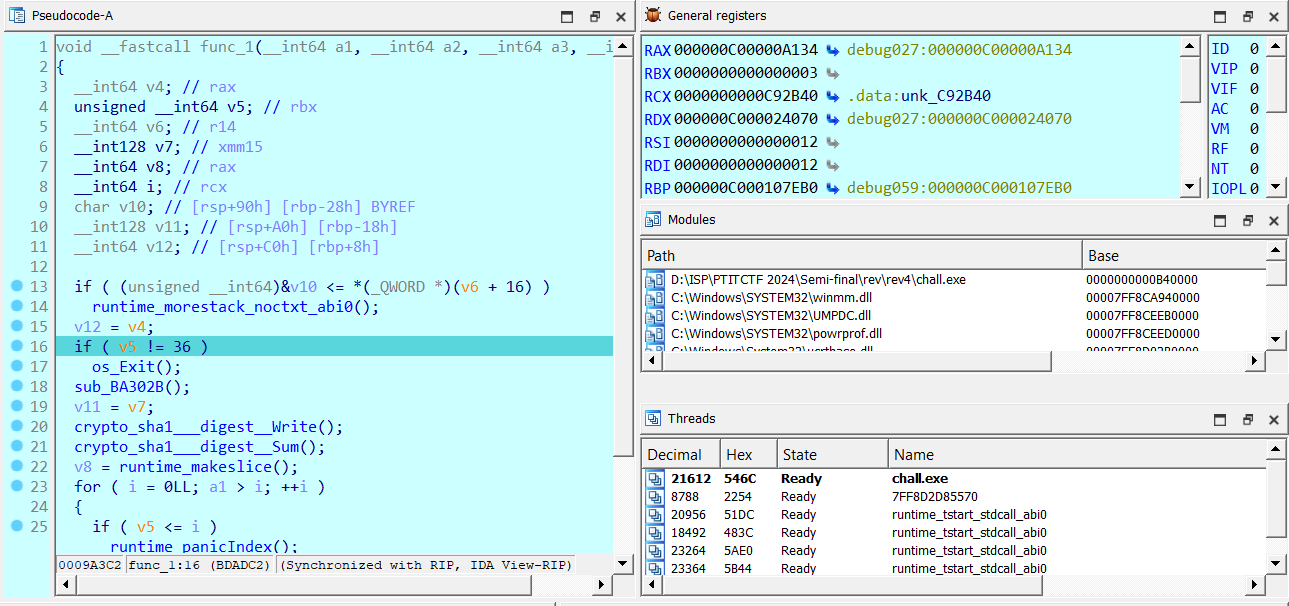 Pseudocode-A
1 void __fastcall func_1(__int64 a1, __int64 a2, __int64 a3, __i
2 {
3 __int64 v4; // rax
4 unsigned __int64 v5; // rbx
5 __int64 v6; // r14
6 __int128 v7; // xmm15
7 __int64 v8; // rax
8 __int64 i; // rcx
9 char v10; // [rsp+90h] [rbp-28h] BYREF
10 __int128 v11; // [rsp+A0h] [rbp-18h]
11 __int64 v12; // [rsp+C0h] [rbp+8h]
12
13 if ( (unsigned __int64)&v10 <= *(_QWORD *)(v6 + 16) )
14 runtime_morestack_noctxt_abi0();
15 v12 = v4;
16 if ( v5 != 36 )
17 os_Exit();
18 sub_BA302B();
19 v11 = v7;
20 crypto_sha1___digest__Write();
21 crypto_sha1___digest__Sum();
22 v8 = runtime_makeslice();
23 for ( i = 0LL; a1 > i; ++i )
24 {
25 if ( v5 <= i )
runtime_panicIndex();
0009A3C2 func_1:16 (BDADC2) (Synchronized with RIP, IDA View-RIP)
General registers
RAX 000000C00000A134 debug027:000000C00000A134
RBX 0000000000000003
RCX 0000000000C92B40 .data:unk_C92B40
RDX 000000C000024070 debug027:000000C000024070
RSI 0000000000000012
RDI 0000000000000012
RBP 000000C000107EB0 debug059:000000C000107EB0
ID 0
VIP 0
VIF 0
AC 0
VM 0
RF 0
NT 0
IOPL 0
Modules
Path Base
D:\ISP\PTITCTF 2024\Semi-final\rev\rev4\chall.exe 0000000000B40000
C:\Windows\SYSTEM32\winmm.dll 00007FF8CA940000
C:\Windows\SYSTEM32\UMPDC.dll 00007FF8CEEB0000
C:\Windows\SYSTEM32\powrprof.dll 00007FF8CEED0000
C:\Windows\System32\ucrtbase.dll 00007FF8D02B0000
Threads
Decimal Hex State Name
21612 546C Ready chall.exe
8788 2254 Ready 7FF8D2D85570
20956 51DC Ready runtime_tstart_stdcall_abi0
18492 483C Ready runtime_tstart_stdcall_abi0
23264 5AE0 Ready runtime_tstart_stdcall_abi0
23364 5B44 Ready runtime_tstart_stdcall_abi0